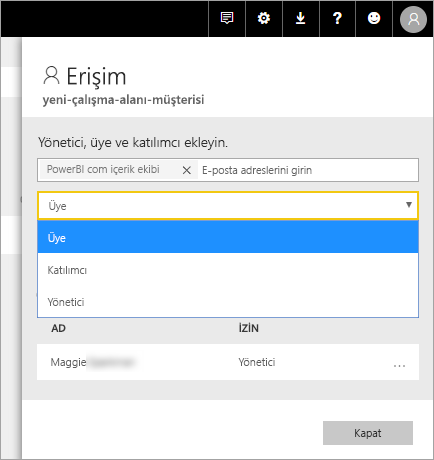 Erişim
yeni-çalışma-alanı-müşterisi
Yönetici, üye ve katılımcı ekleyin.
PowerBI com içerik ekibi × E-posta adreslerini girin
Üye
Üye
Katılımcı
Yönetici
AD İZİN
Maggie Yönetici ...
Kapat